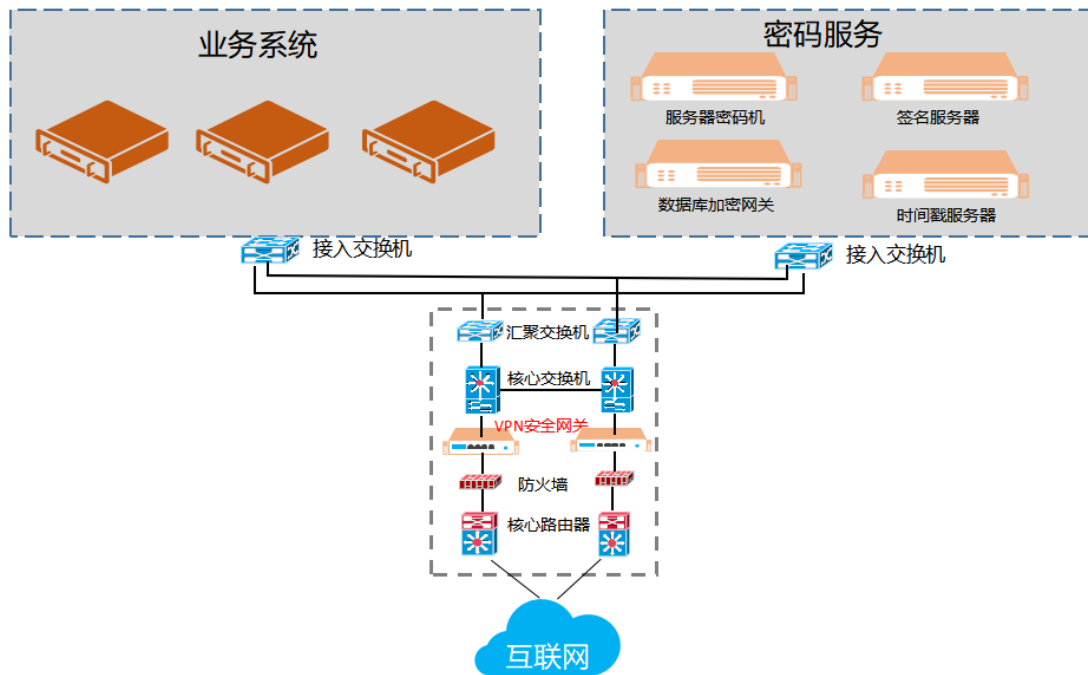 业务系统
密码服务
服务器密码机
签名服务器
数据库加密网关
时间戳服务器
接入交换机
接入交换机
汇聚交换机
核心交换机
VPN安全网关
防火墙
核心路由器
互联网